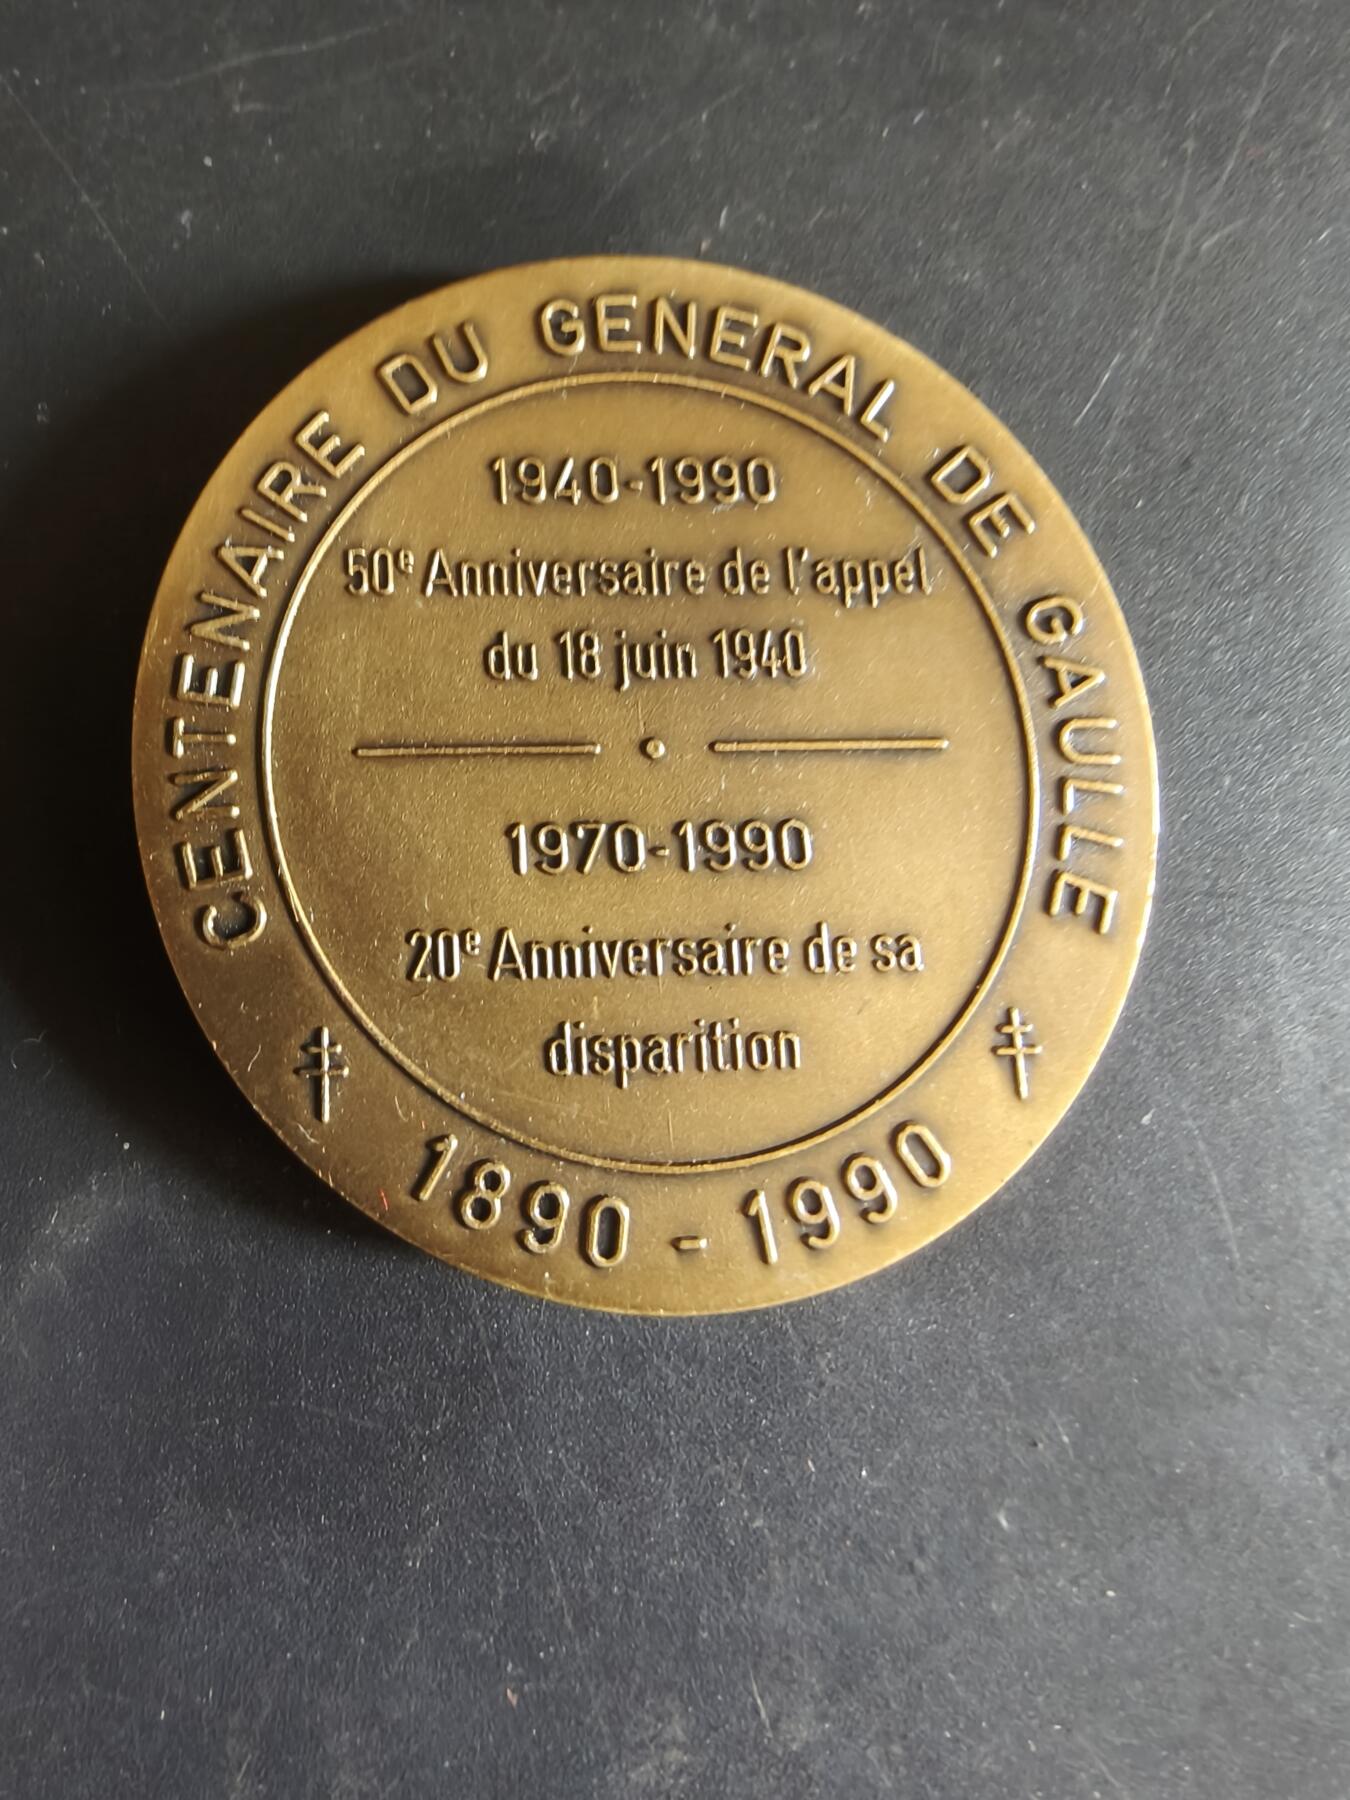 CENTENAIRE DU GENERAL DE GAULLE
1940-1990
50e Anniversaire de l'appel
du 18 juin 1940
1970-1990
20e Anniversaire de sa
disparition
1890 - 1990